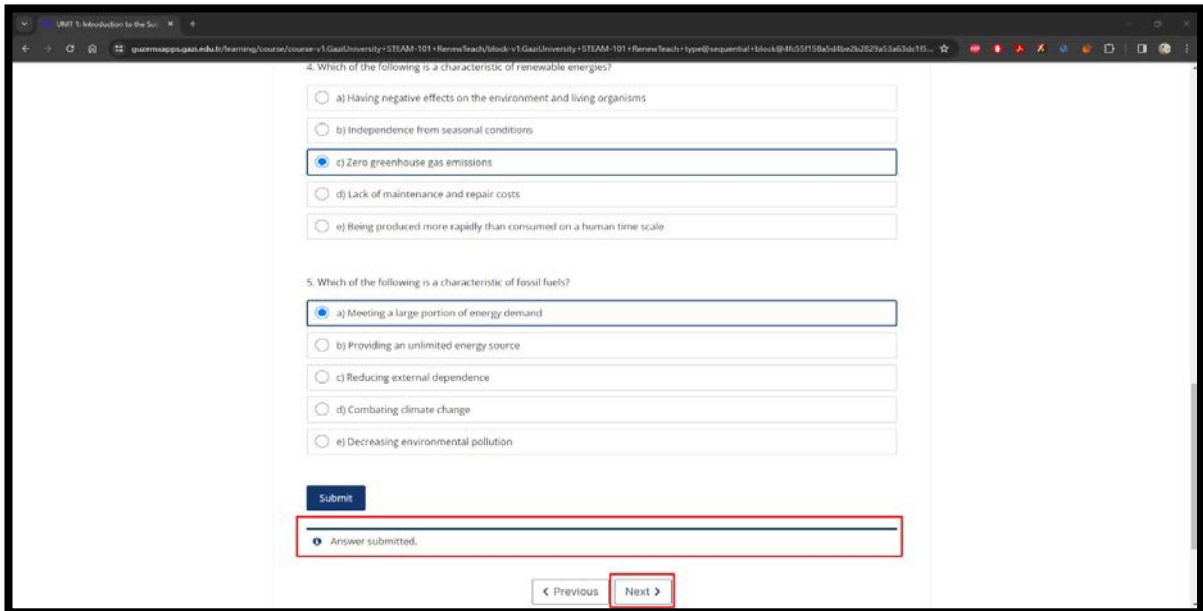 UNIT 1: Introduction to the Su
4. Which of the following is a characteristic of renewable energies?
a) Having negative effects on the environment and living organisms
b) Independence from seasonal conditions
c) Zero greenhouse gas emissions
d) Lack of maintenance and repair costs
e) Being produced more rapidly than consumed on a human time scale
5. Which of the following is a characteristic of fossil fuels?
a) Meeting a large portion of energy demand
b) Providing an unlimited energy source
c) Reducing external dependence
d) Combating climate change
e) Decreasing environmental pollution
Submit
Answer submitted.
Previous
Next